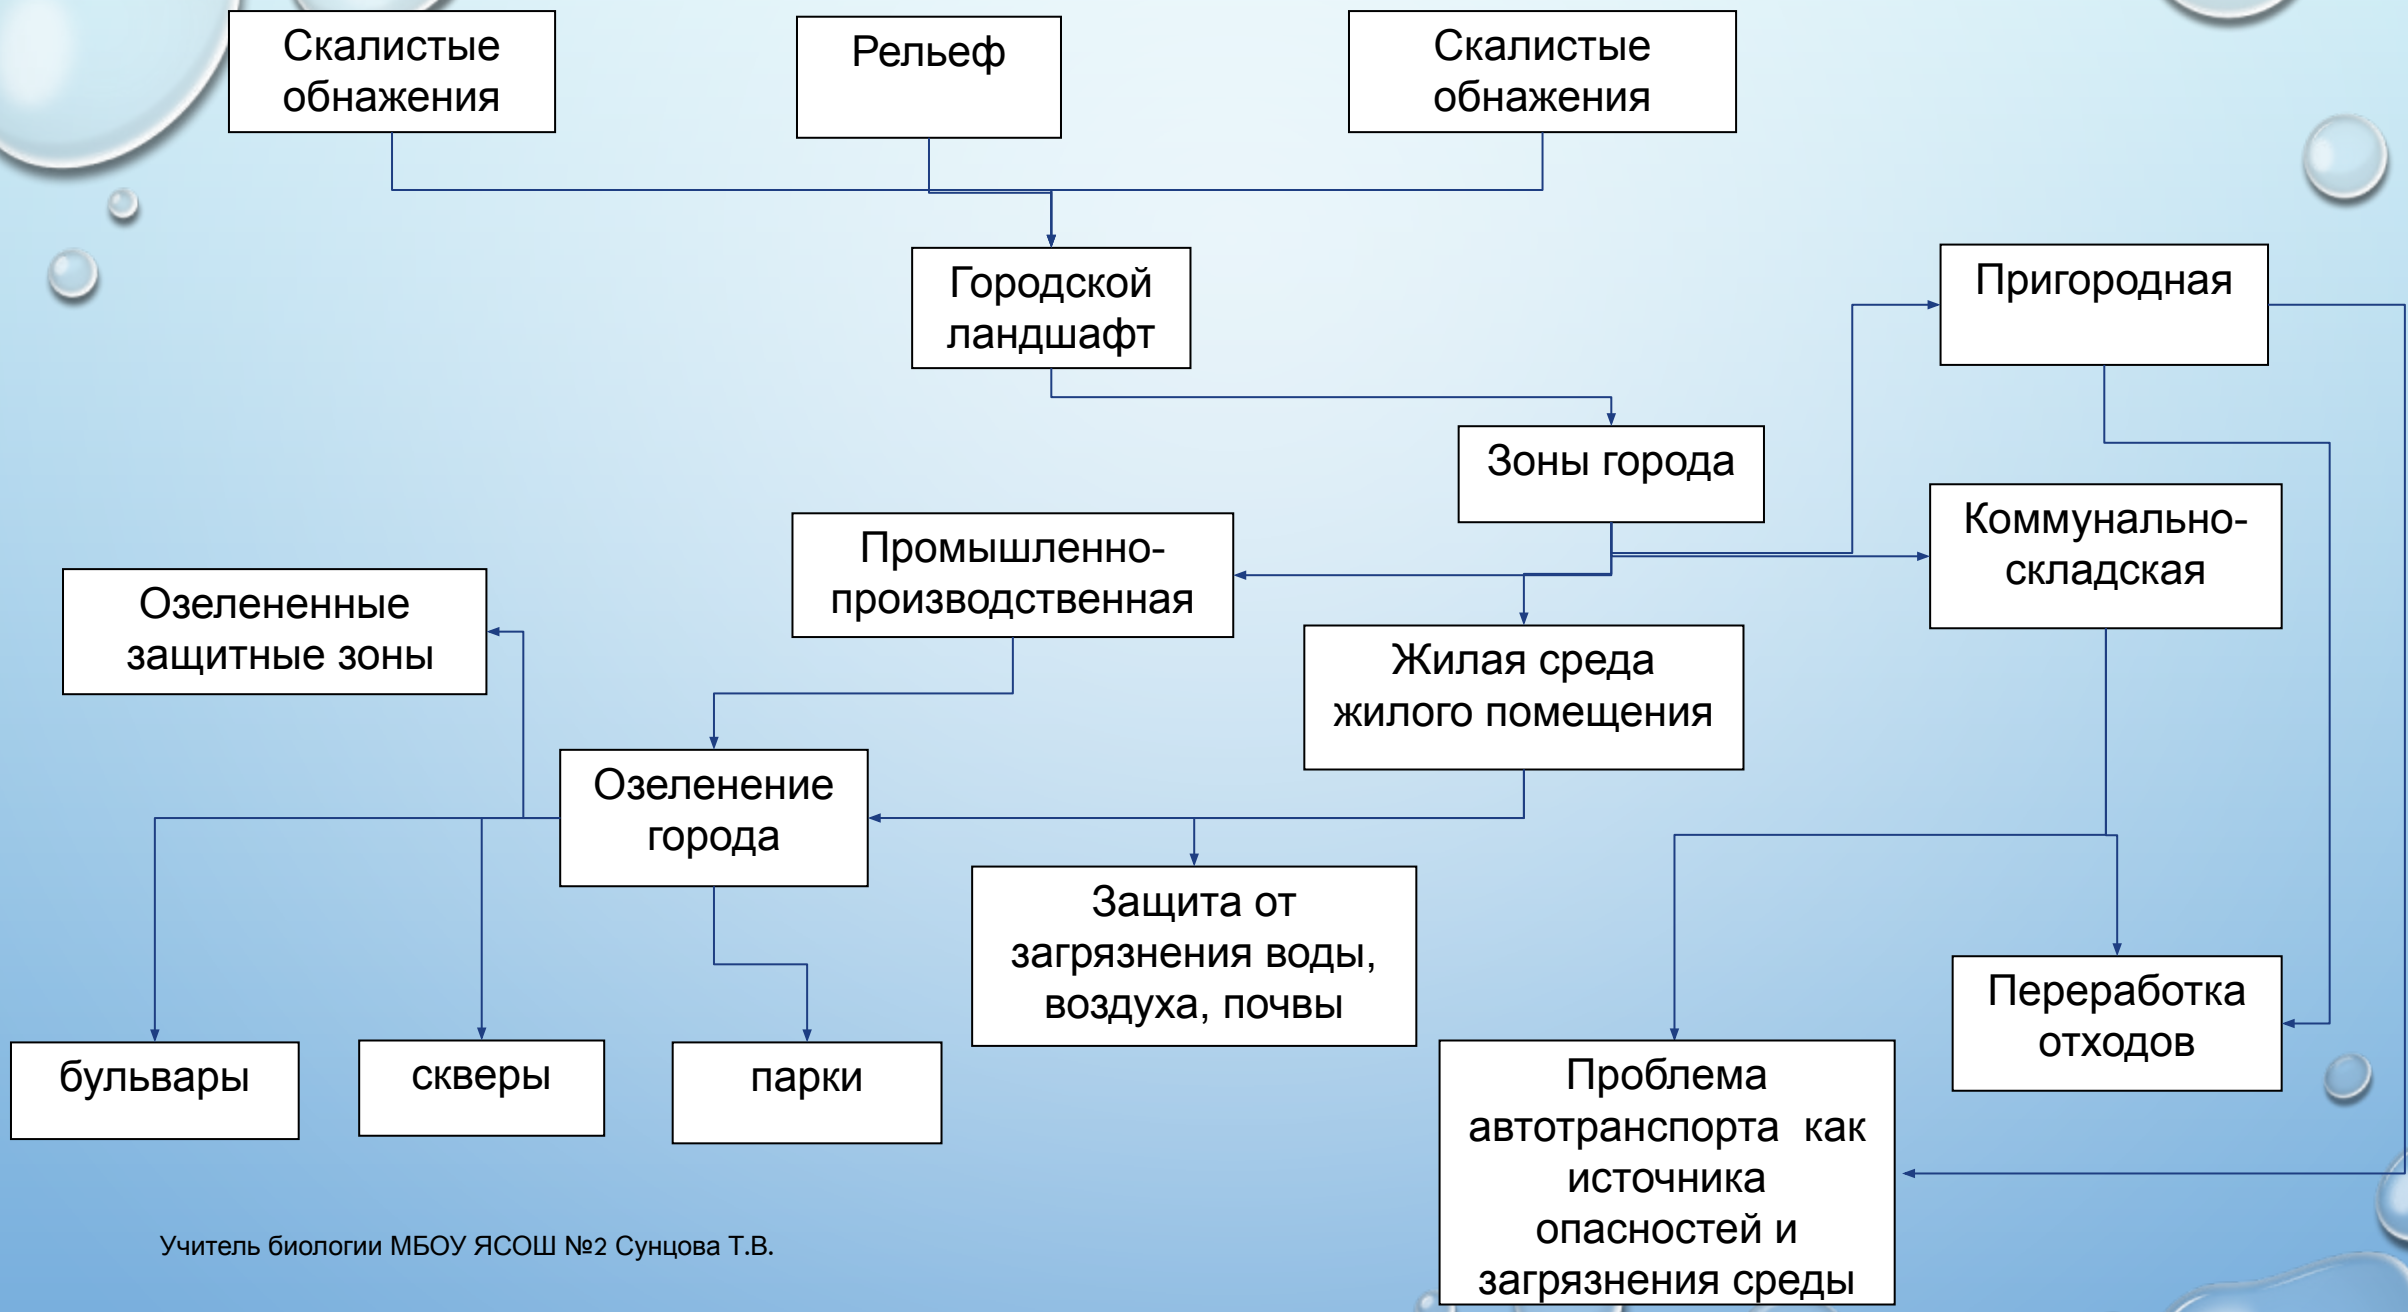 Скалистые
обнажения
Рельеф
Скалистые
обнажения
Городской
ландшафт
Пригородная
Зоны города
Коммунально-
складская
Промышленно-
производственная
Озелененные
защитные зоны
Жилая среда
жилого помещения
Озеленение
города
Защита от
загрязнения воды,
воздуха, почвы
Переработка
отходов
бульвары
скверы
парки
Проблема
автотранспорта как
источника
опасностей и
загрязнения среды
Учитель биологии МБОУ ЯСОШ №2 Сунцова Т.В.